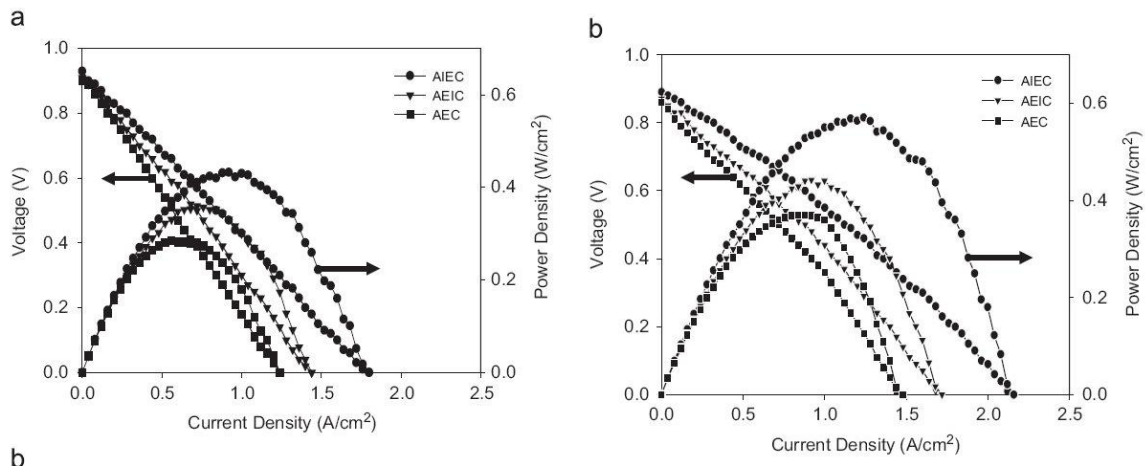 a
1.0
0.8
0.6
0.4
0.2
0.0
Voltage (V)
AIEC
AEIC
AEC
0.6
0.4
0.2
0.0
Power Density (W/cm²)
0.0 0.5 1.0 1.5 2.0 2.5
Current Density (A/cm²)
b
1.0
0.8
0.6
0.4
0.2
0.0
Voltage (V)
AIEC
AEIC
AEC
0.6
0.4
0.2
0.0
Power Density (W/cm²)
0.0 0.5 1.0 1.5 2.0 2.5
Current Density (A/cm²)
b